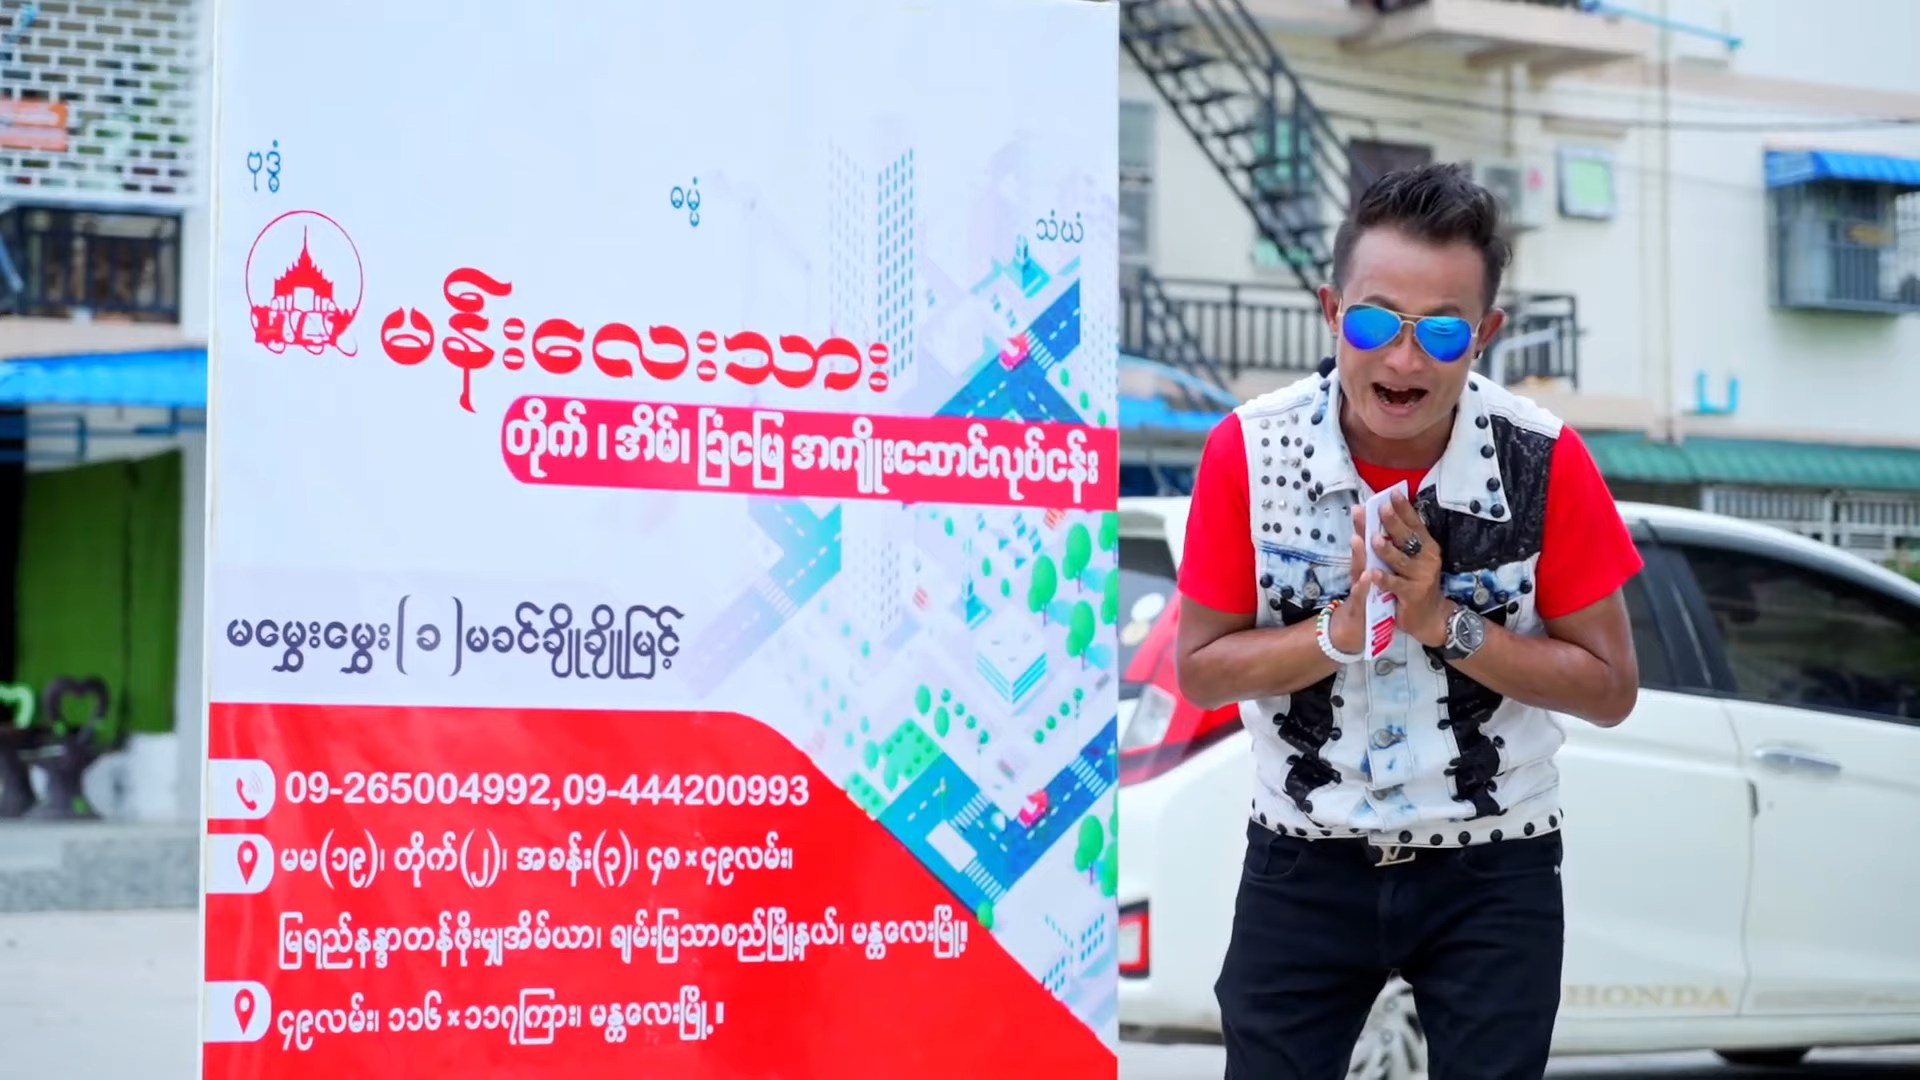 ဗုဒ္ဓံ
ဓမ္မံ
သံဃံ
မန်းလေးသား
တိုက်၊ အိမ်၊ ခြံမြေ အကျိုးဆောင်လုပ်ငန်း
မမွှေးမွှေး(ခ)မခင်ချိုချိုမြင့်
09-265004992,09-444200993
မမ(၁၉)၊ တိုက်(၂)၊ အခန်း(၃)၊ ၄၈×၄၉လမ်း၊
မြရည်နန္ဒာတန်ဖိုးမျှအိမ်ယာ၊ ချမ်းမြသာစည်မြို့နယ်၊ မန္တလေးမြို့။
၄၉လမ်း၊ ၁၁၆×၁၁၇ကြား၊ မန္တလေးမြို့။
HONDA